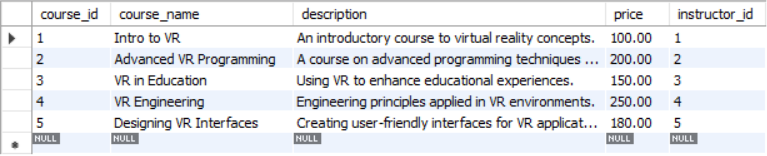 course_id course_name description price instructor_id
1 Intro to VR An introductory course to virtual reality concepts. 100.00 1
2 Advanced VR Programming A course on advanced programming techniques ... 200.00 2
3 VR in Education Using VR to enhance educational experiences. 150.00 3
4 VR Engineering Engineering principles applied in VR environments. 250.00 4
5 Designing VR Interfaces Creating user-friendly interfaces for VR applicat... 180.00 5
NULL NULL NULL NULL NULL